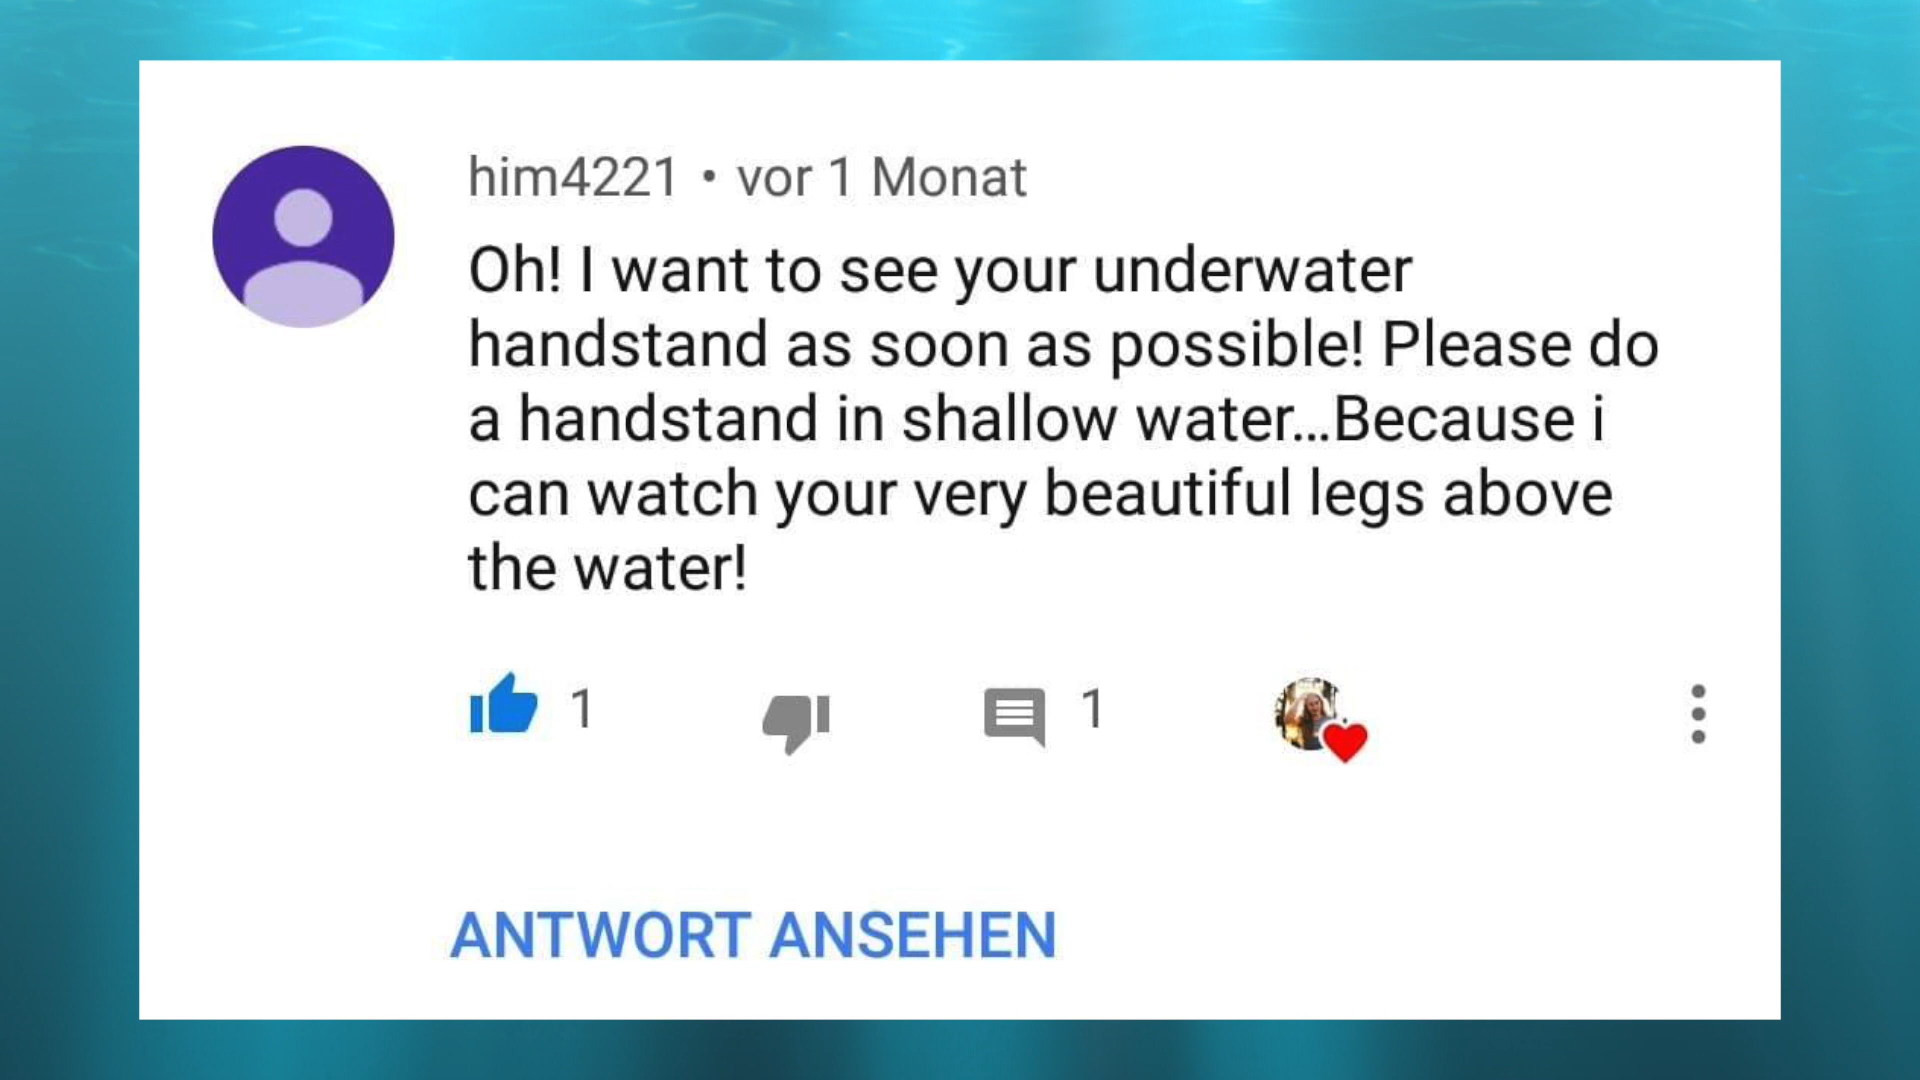 him4221 • vor 1 Monat
Oh! I want to see your underwater
handstand as soon as possible! Please do
a handstand in shallow water...Because i
can watch your very beautiful legs above
the water!
1 1
ANTWORT ANSEHEN